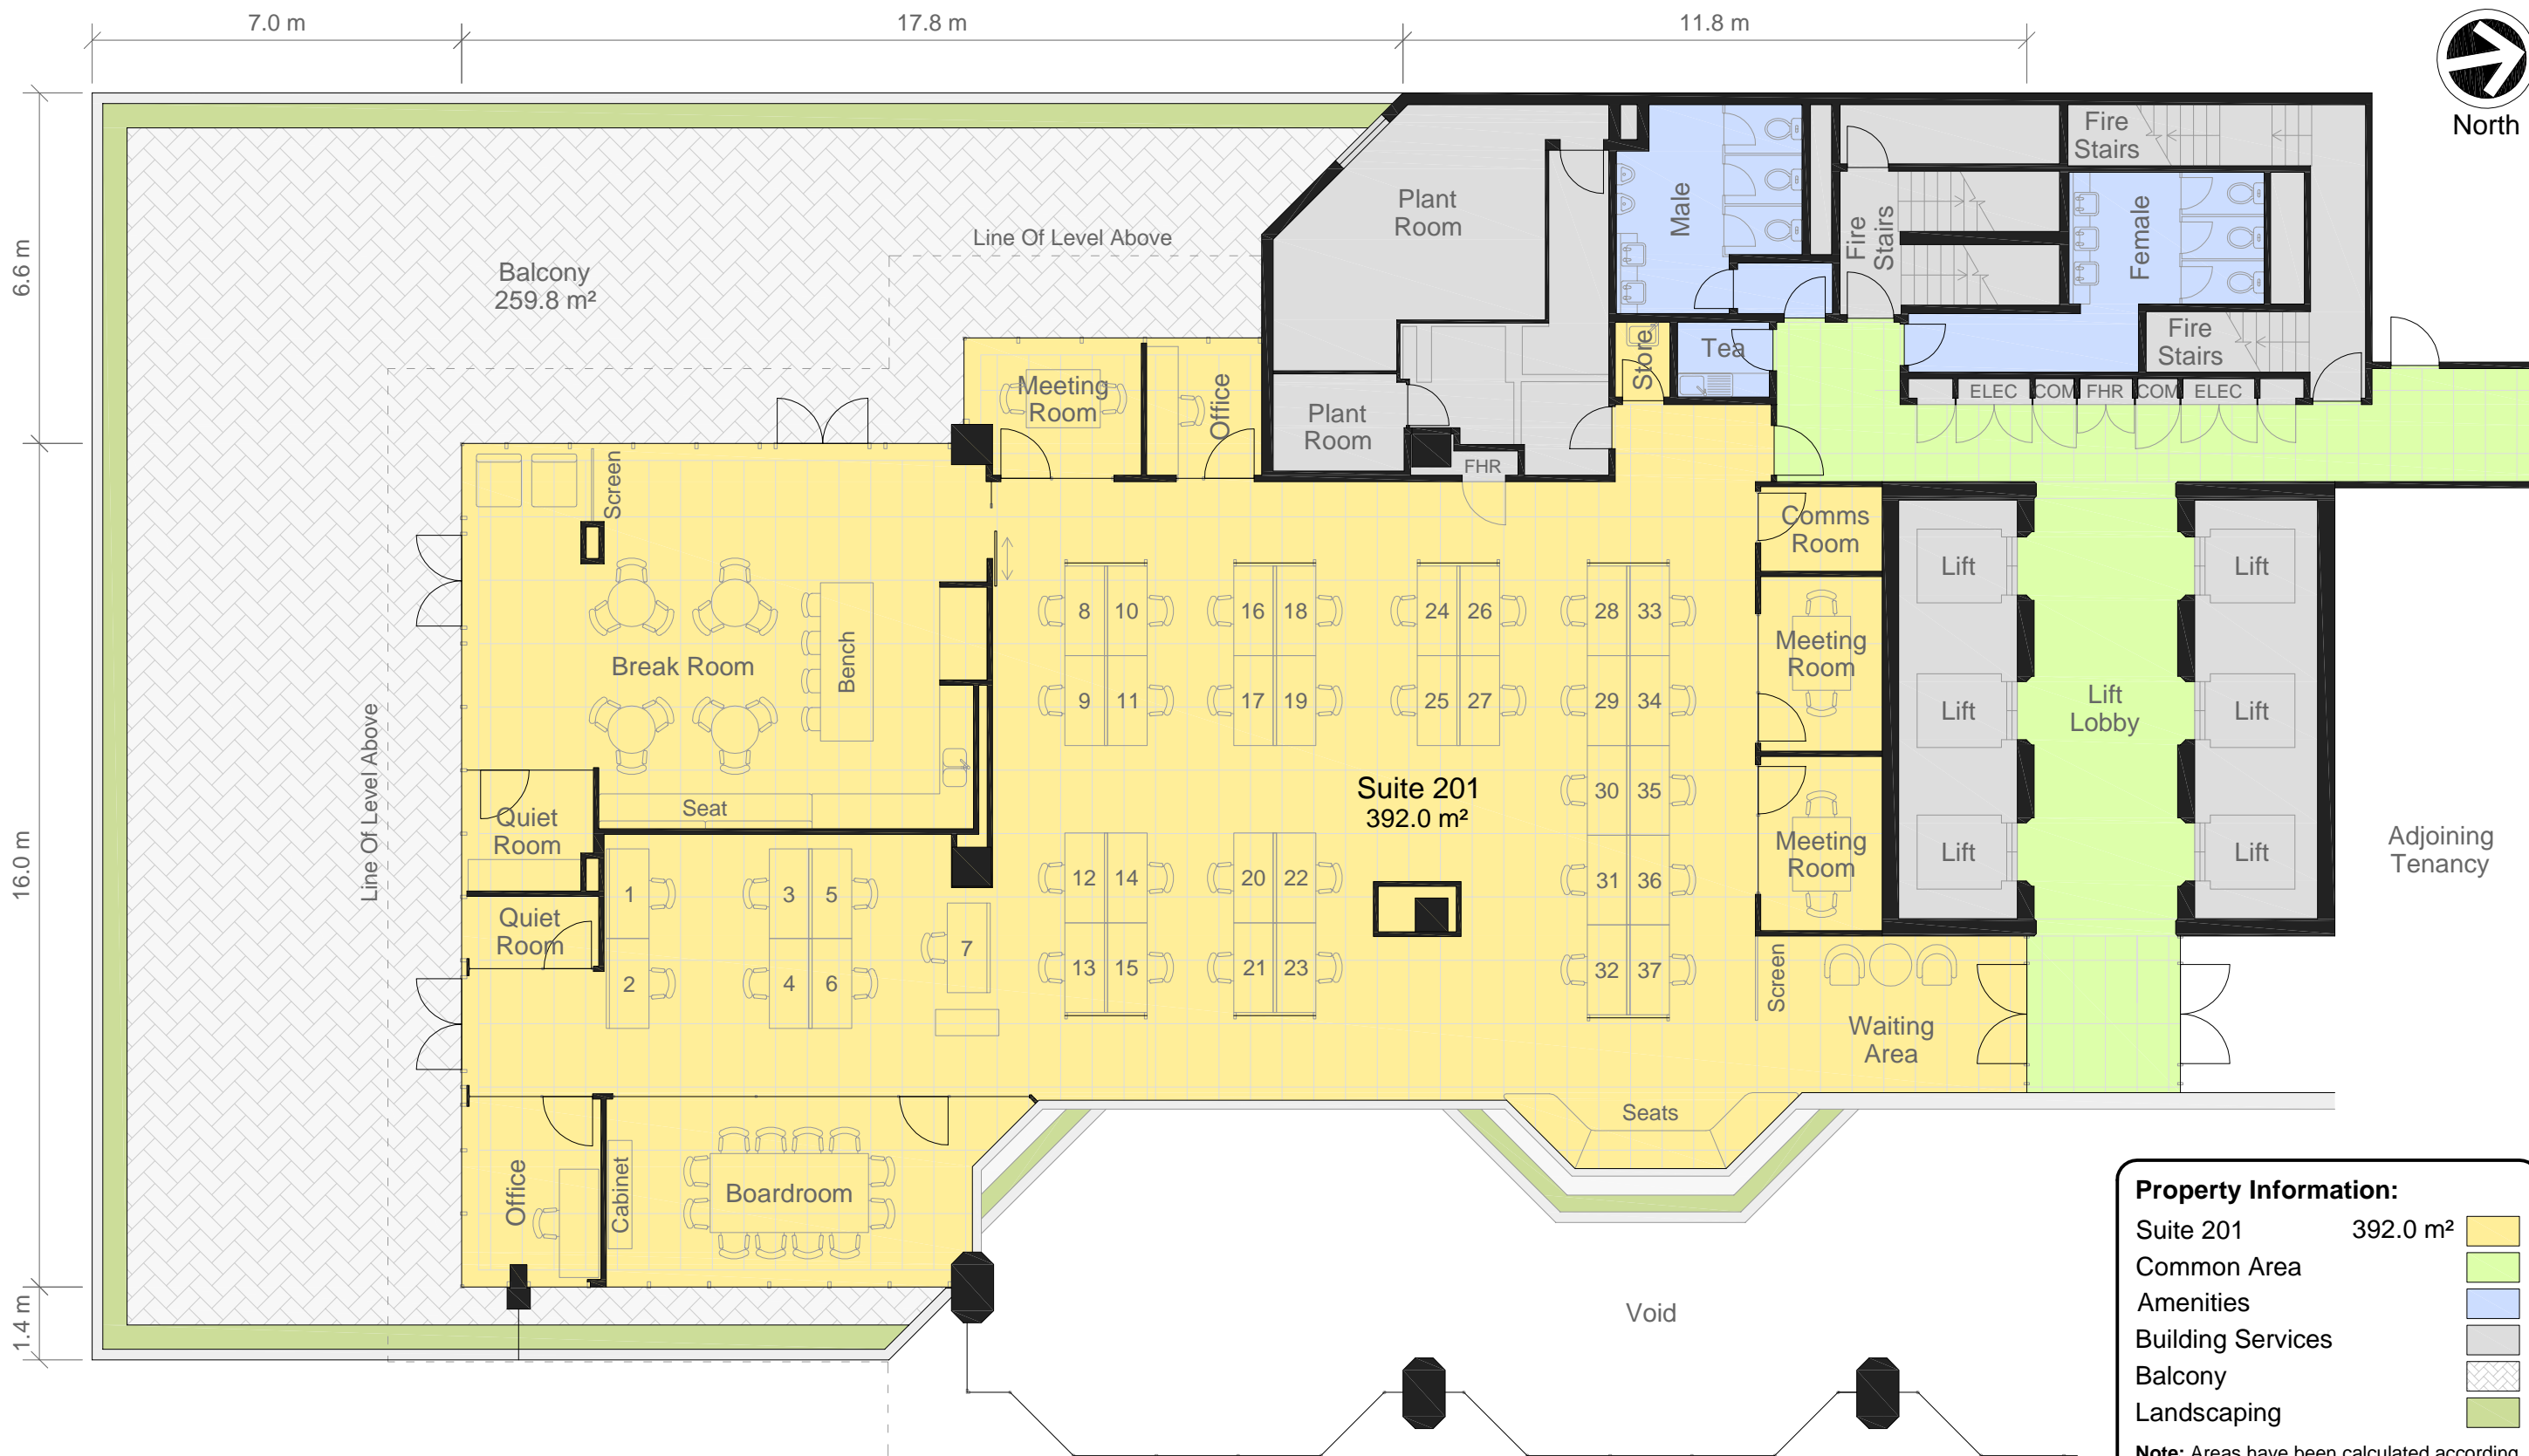 7.0 m
17.8 m
11.8 m
North
6.6 m
16.0 m
1.4 m
Balcony
259.8 m²
Line Of Level Above
Line Of Level Above
Plant
Room
Plant
Room
FHR
Male
Fire
Stairs
Fire
Stairs
Female
Fire
Stairs
Store
Tea
ELEC
COM
FHR
COM
ELEC
Meeting
Room
Office
Screen
Break Room
Bench
Seat
Quiet
Room
Quiet
Room
Comms
Room
Meeting
Room
Meeting
Room
Lift
Lift
Lift
Lift
Lift
Lift
Lift
Lobby
Adjoining
Tenancy
8 10 16 18 24 26 28 33
9 11 17 19 25 27 29 34
30 35
Suite 201
392.0 m²
1 3 5 12 14 20 22 31 36
7
2 4 6 13 15 21 23 32 37
Screen
Waiting
Area
Seats
Office
Cabinet
Boardroom
Void
Property Information:
Suite 201 392.0 m²
Common Area
Amenities
Building Services
Balcony
Landscaping
Note: Areas have been calculated according